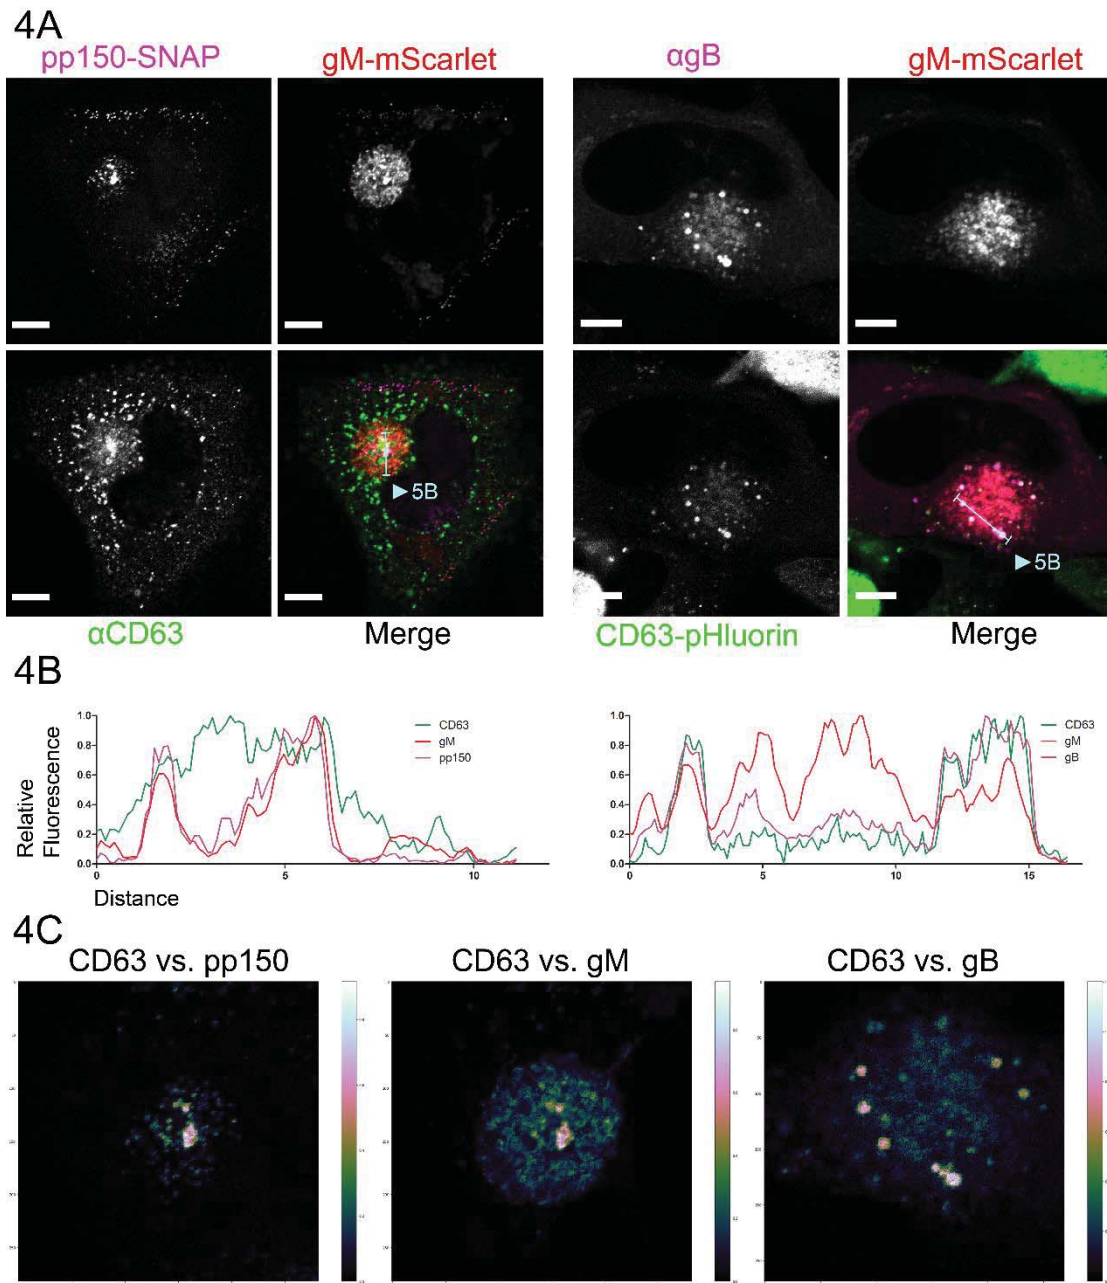 4A
pp150-SNAP gM-mScarlet αgB gM-mScarlet
5B 5B
αCD63 Merge CD63-pHluorin Merge
4B
Relative
Fluorescence
1.0
0.8
0.6
0.4
0.2
0.0
0 5 10
CD63
gM
pp150
Distance
1.0
0.8
0.6
0.4
0.2
0.0
0 5 10 15
CD63
gM
gB
4C
CD63 vs. pp150 CD63 vs. gM CD63 vs. gB